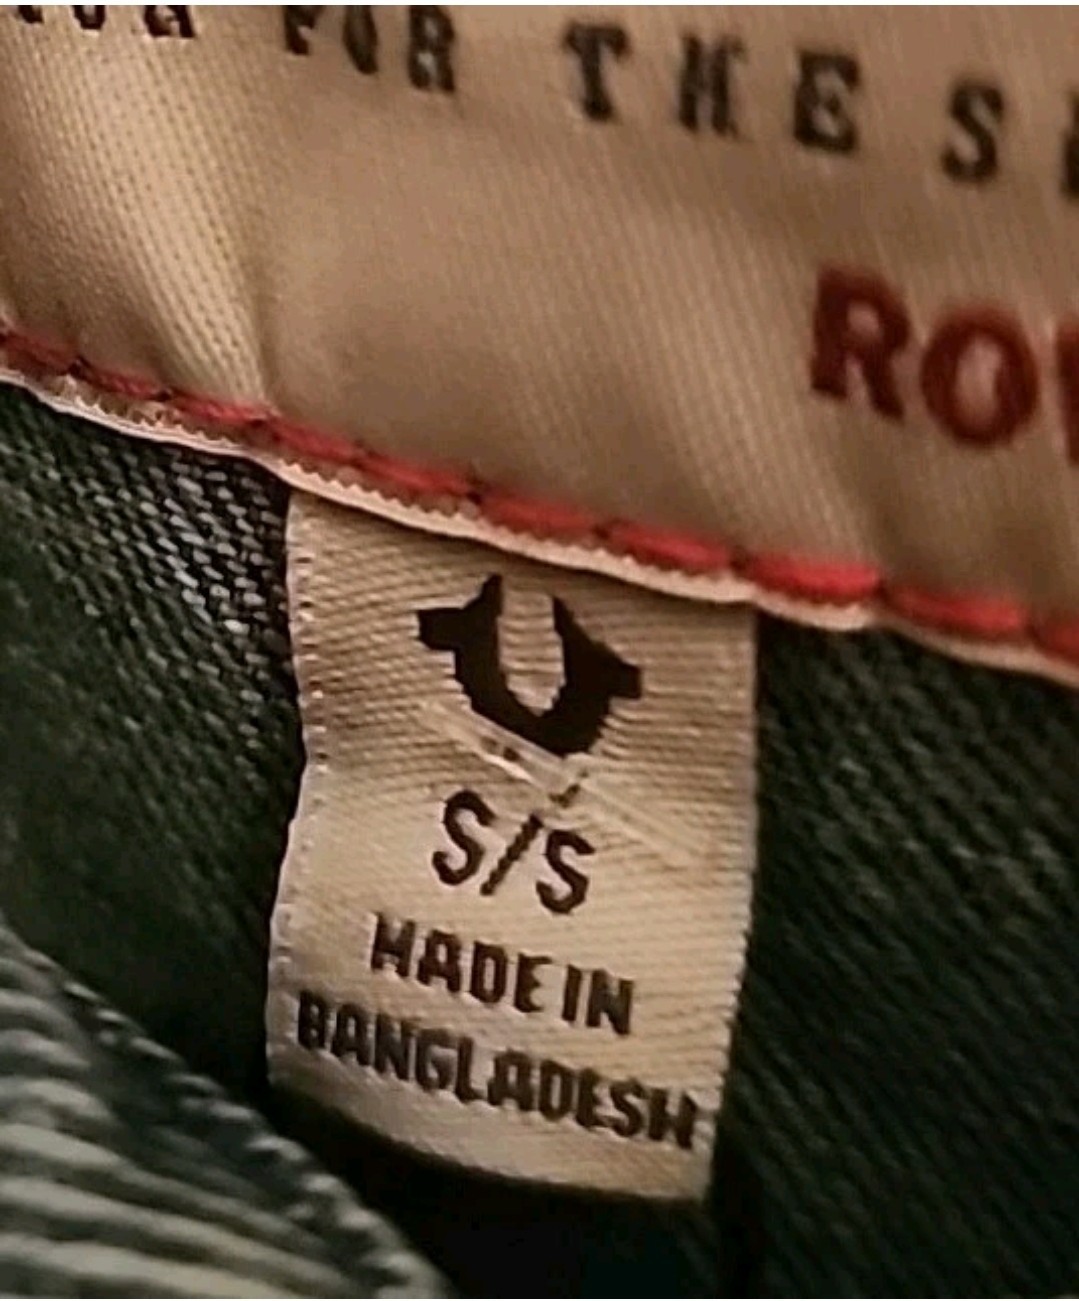 FOR THE
S/S
MADE IN
BANGLADESH